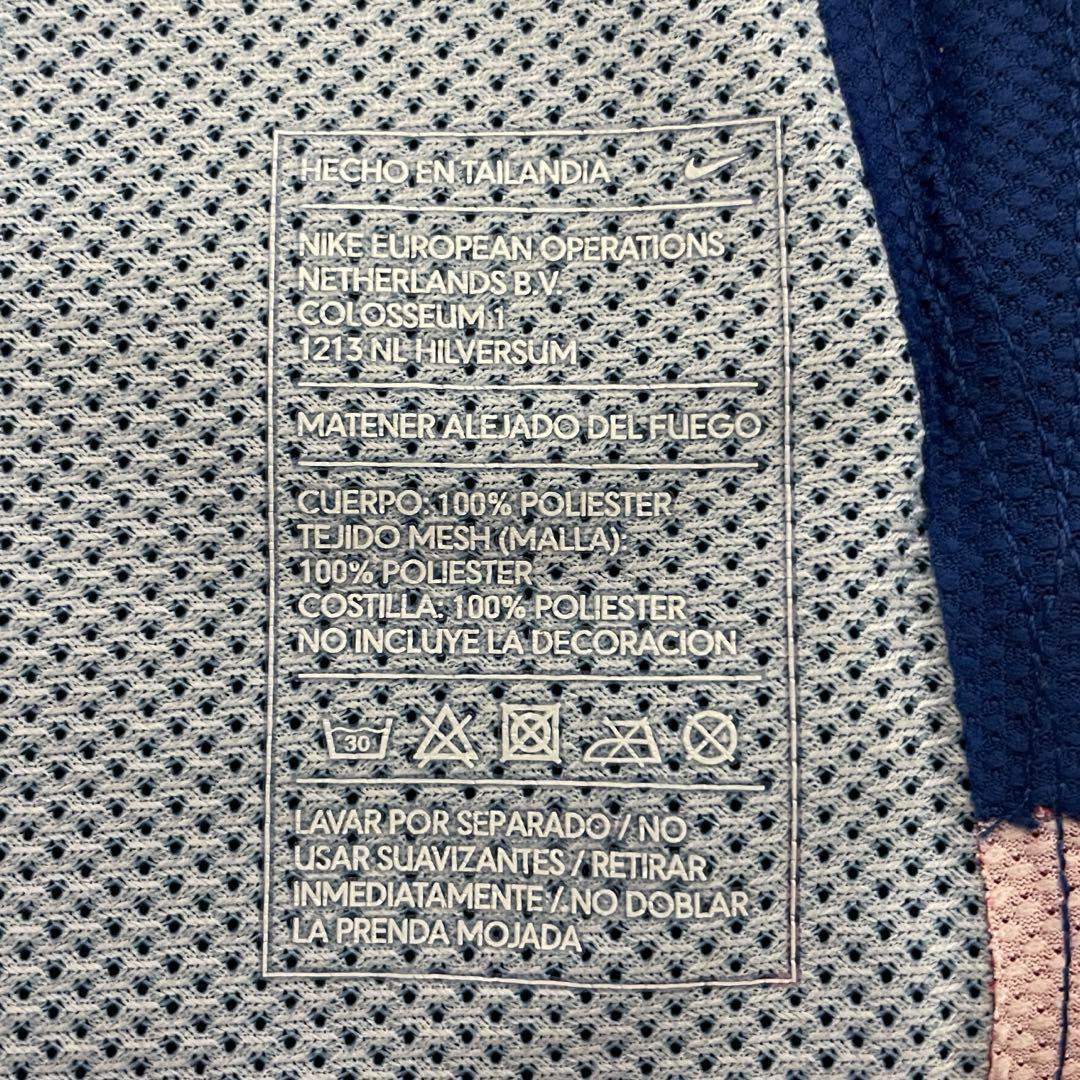 HECHO EN TAILANDIA
NIKE EUROPEAN OPERATIONS
NETHERLANDS B.V.
COLOSSEUM 1
1213 NL HILVERSUM
MATENER ALEJADO DEL FUEGO
CUERPO: 100% POLIESTER
TEJIDO MESH (MALLA):
100% POLIESTER
COSTILLA: 100% POLIESTER
NO INCLUYE LA DECORACION
30
LAVAR POR SEPARADO / NO
USAR SUAVIZANTES / RETIRAR
INMEDIATAMENTE / NO DOBLAR
LA PRENDA MOJADA